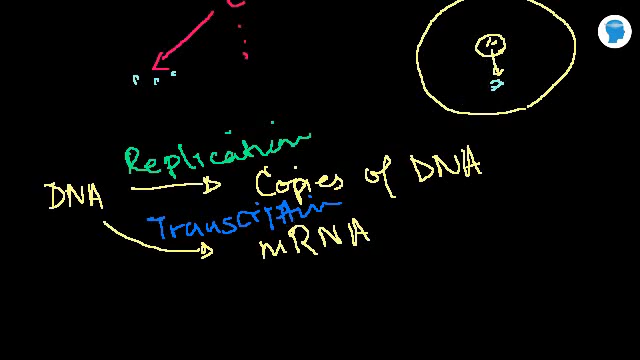 Replication
DNA → Copies of DNA
Transcription
mRNA